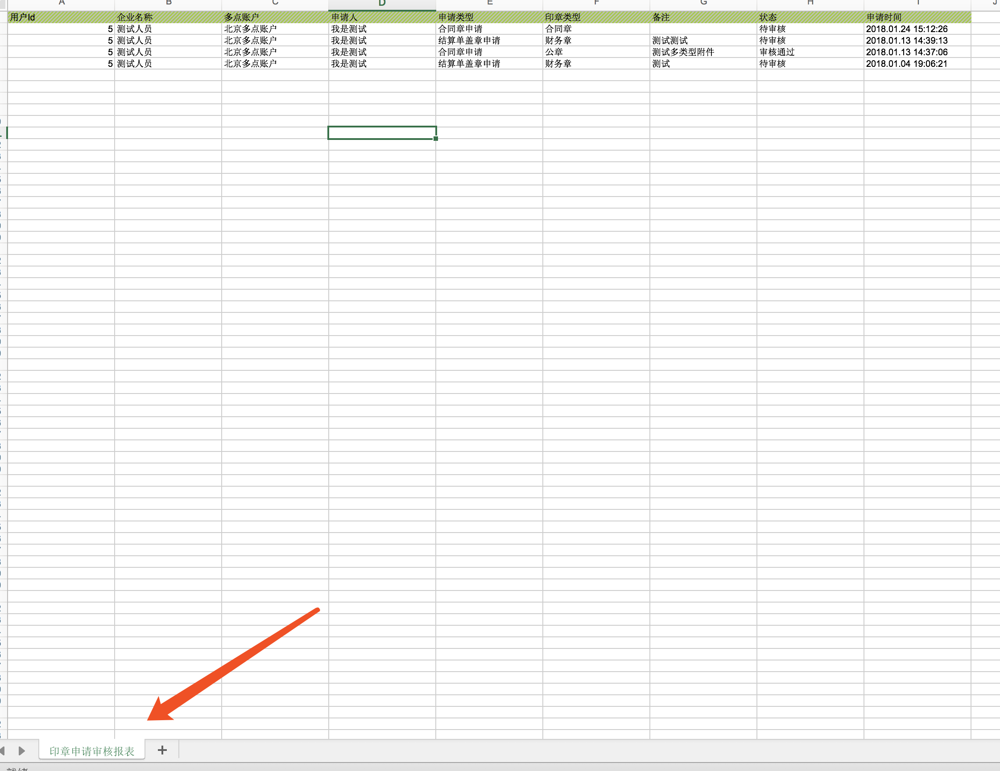 A B C D E F G H I J
用户Id 企业名称 多点账户 申请人 申请类型 印章类型 备注 状态 申请时间
5 测试人员 北京多点账户 我是测试 合同章申请 合同章 待审核 2018.01.24 15:12:26
5 测试人员 北京多点账户 我是测试 结算单盖章申请 财务章 测试测试 待审核 2018.01.13 14:39:13
5 测试人员 北京多点账户 我是测试 合同章申请 公章 测试多类型附件 审核通过 2018.01.13 14:37:06
5 测试人员 北京多点账户 我是测试 结算单盖章申请 财务章 测试 待审核 2018.01.04 19:06:21
印章申请审核报表